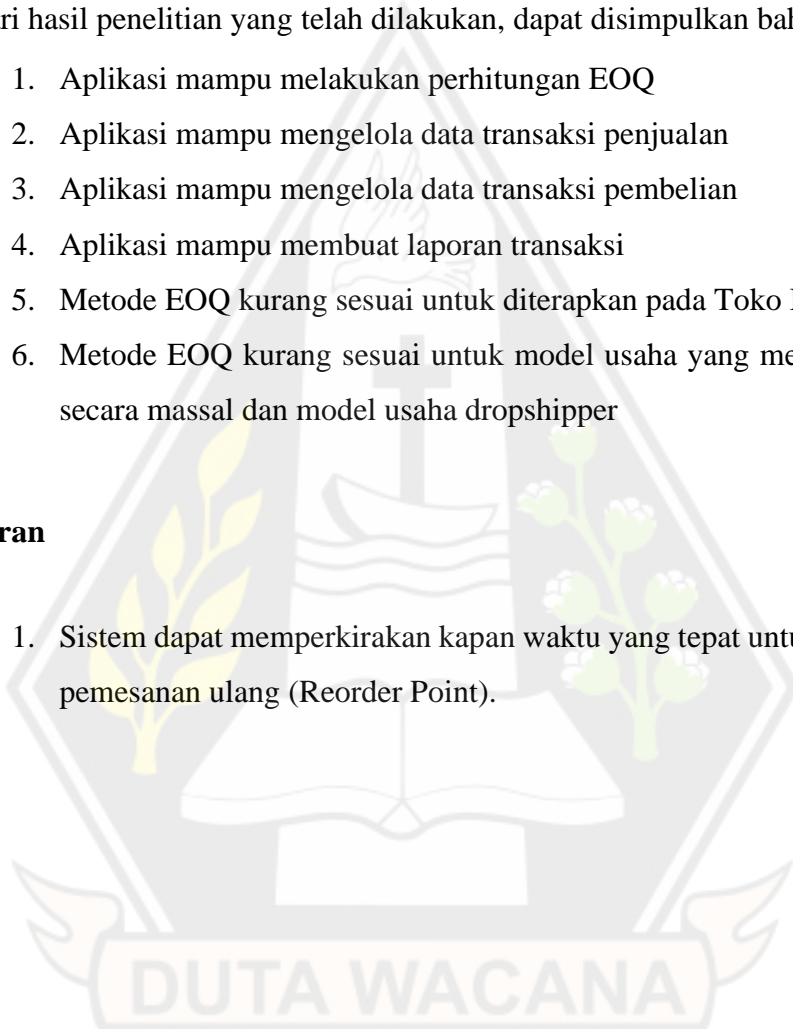 ri hasil penelitian yang telah dilakukan, dapat disimpulkan bah
1. Aplikasi mampu melakukan perhitungan EOQ
2. Aplikasi mampu mengelola data transaksi penjualan
3. Aplikasi mampu mengelola data transaksi pembelian
4. Aplikasi mampu membuat laporan transaksi
5. Metode EOQ kurang sesuai untuk diterapkan pada Toko
6. Metode EOQ kurang sesuai untuk model usaha yang me
secara massal dan model usaha dropshipper
ran
1. Sistem dapat memperkirakan kapan waktu yang tepat untu
pemesanan ulang (Reorder Point).
DUTA WACANA